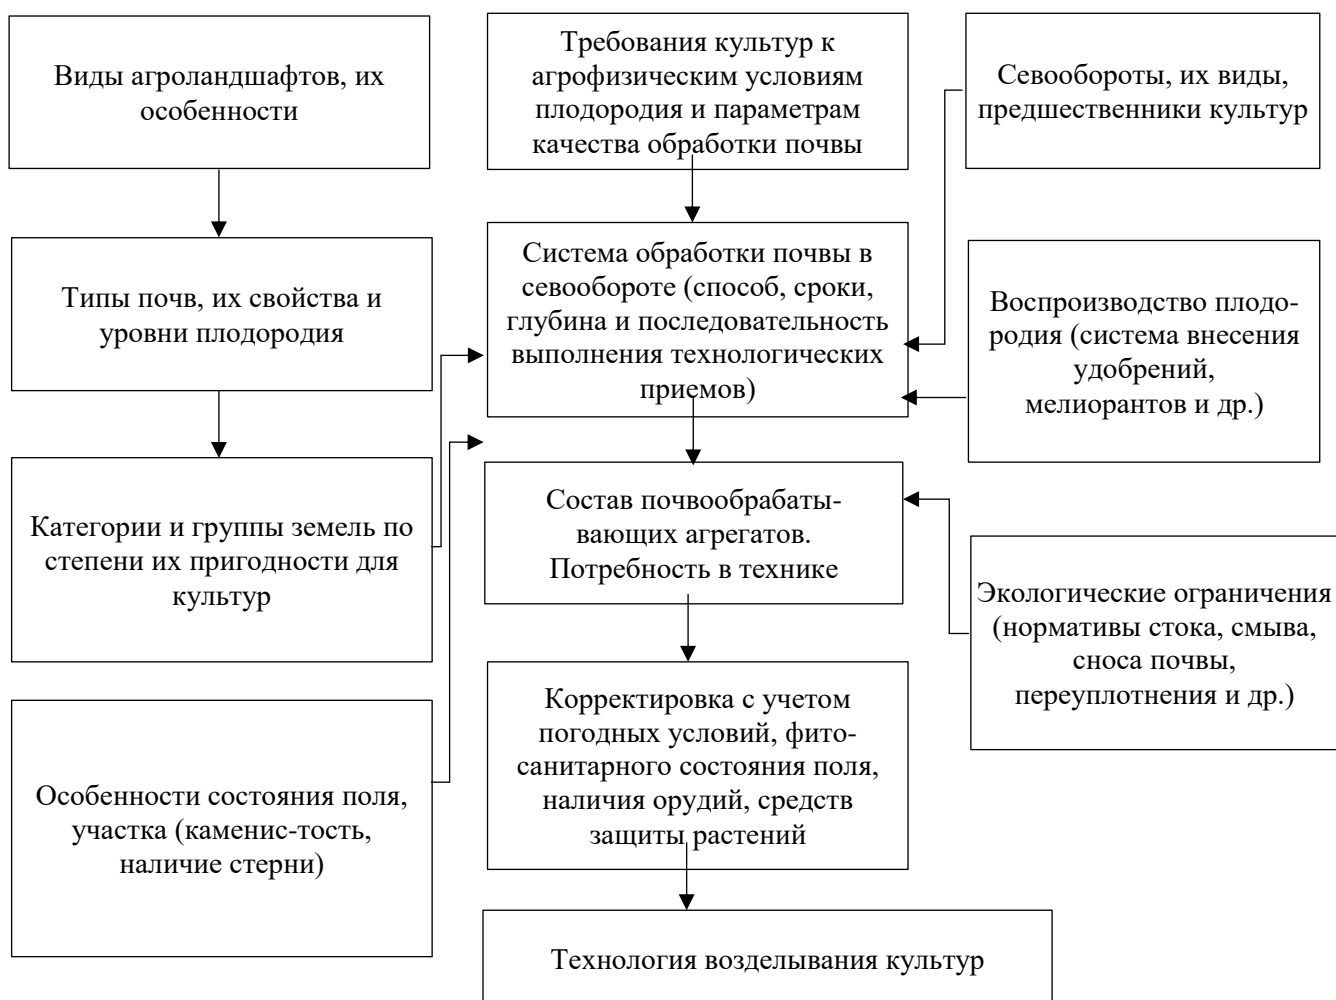 Виды агроландшафтов, их
особенности
Требования культур к
агрофизическим условиям
плодородия и параметрам
качества обработки почвы
Севообороты, их виды,
предшественники культур
Типы почв, их свойства и
уровни плодородия
Система обработки почвы в
севообороте (способ, сроки,
глубина и последовательность
выполнения технологических
приемов)
Воспроизводство плодо-
родия (система внесения
удобрений,
мелиорантов и др.)
Категории и группы земель по
степени их пригодности для
культур
Состав почвообрабаты-
вающих агрегатов.
Потребность в технике
Экологические ограничения
(нормативы стока, смыва,
сноса почвы,
переуплотнения и др.)
Особенности состояния поля,
участка (каменис-тость,
наличие стерни)
Корректировка с учетом
погодных условий, фито-
санитарного состояния поля,
наличия орудий, средств
защиты растений
Технология возделывания культур